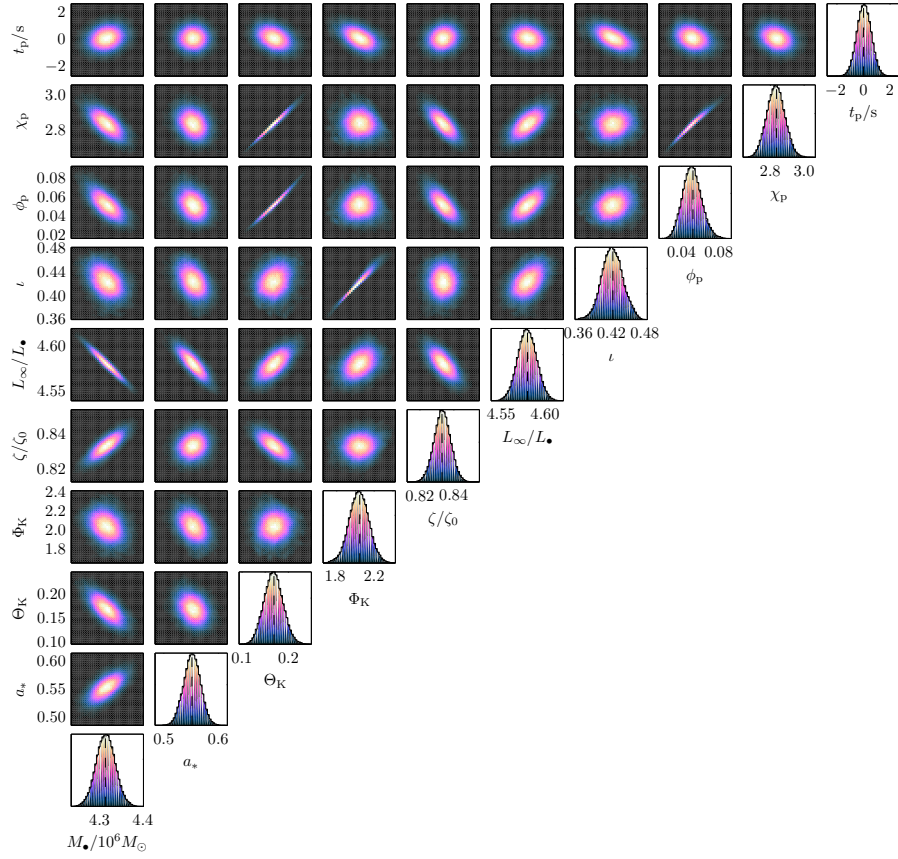 2
t_p/s
0
−2
−2 0 2
t_p/s
3.0
χ_p
2.8
2.8 3.0
χ_p
0.08
0.06
ϕ_p
0.04
0.02
0.04 0.08
ϕ_p
0.48
0.44
ι
0.40
0.36
0.36 0.42 0.48
ι
4.60
L_∞/L_•
4.55
4.55 4.60
L_∞/L_•
0.84
ζ/ζ_0
0.82
0.82 0.84
ζ/ζ_0
2.4
2.2
Φ_K
2.0
1.8
1.8 2.2
Φ_K
0.20
Θ_K
0.15
0.10
0.1 0.2
Θ_K
0.60
a_*
0.55
0.50
0.5 0.6
a_*
4.3 4.4
M_•/10^6 M_⊙